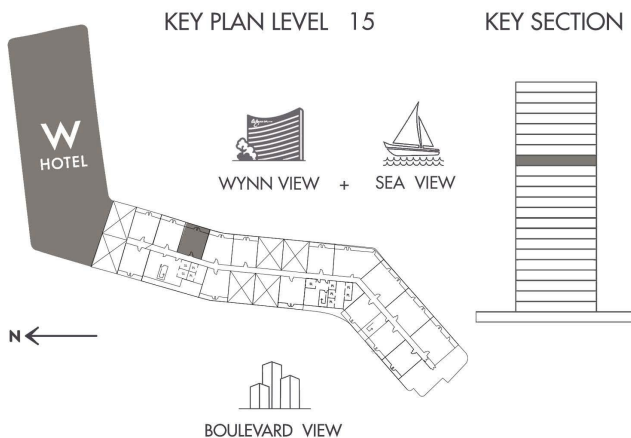 KEY PLAN LEVEL 15
KEY SECTION
W
HOTEL
WYNN VIEW + SEA VIEW
N
BOULEVARD VIEW